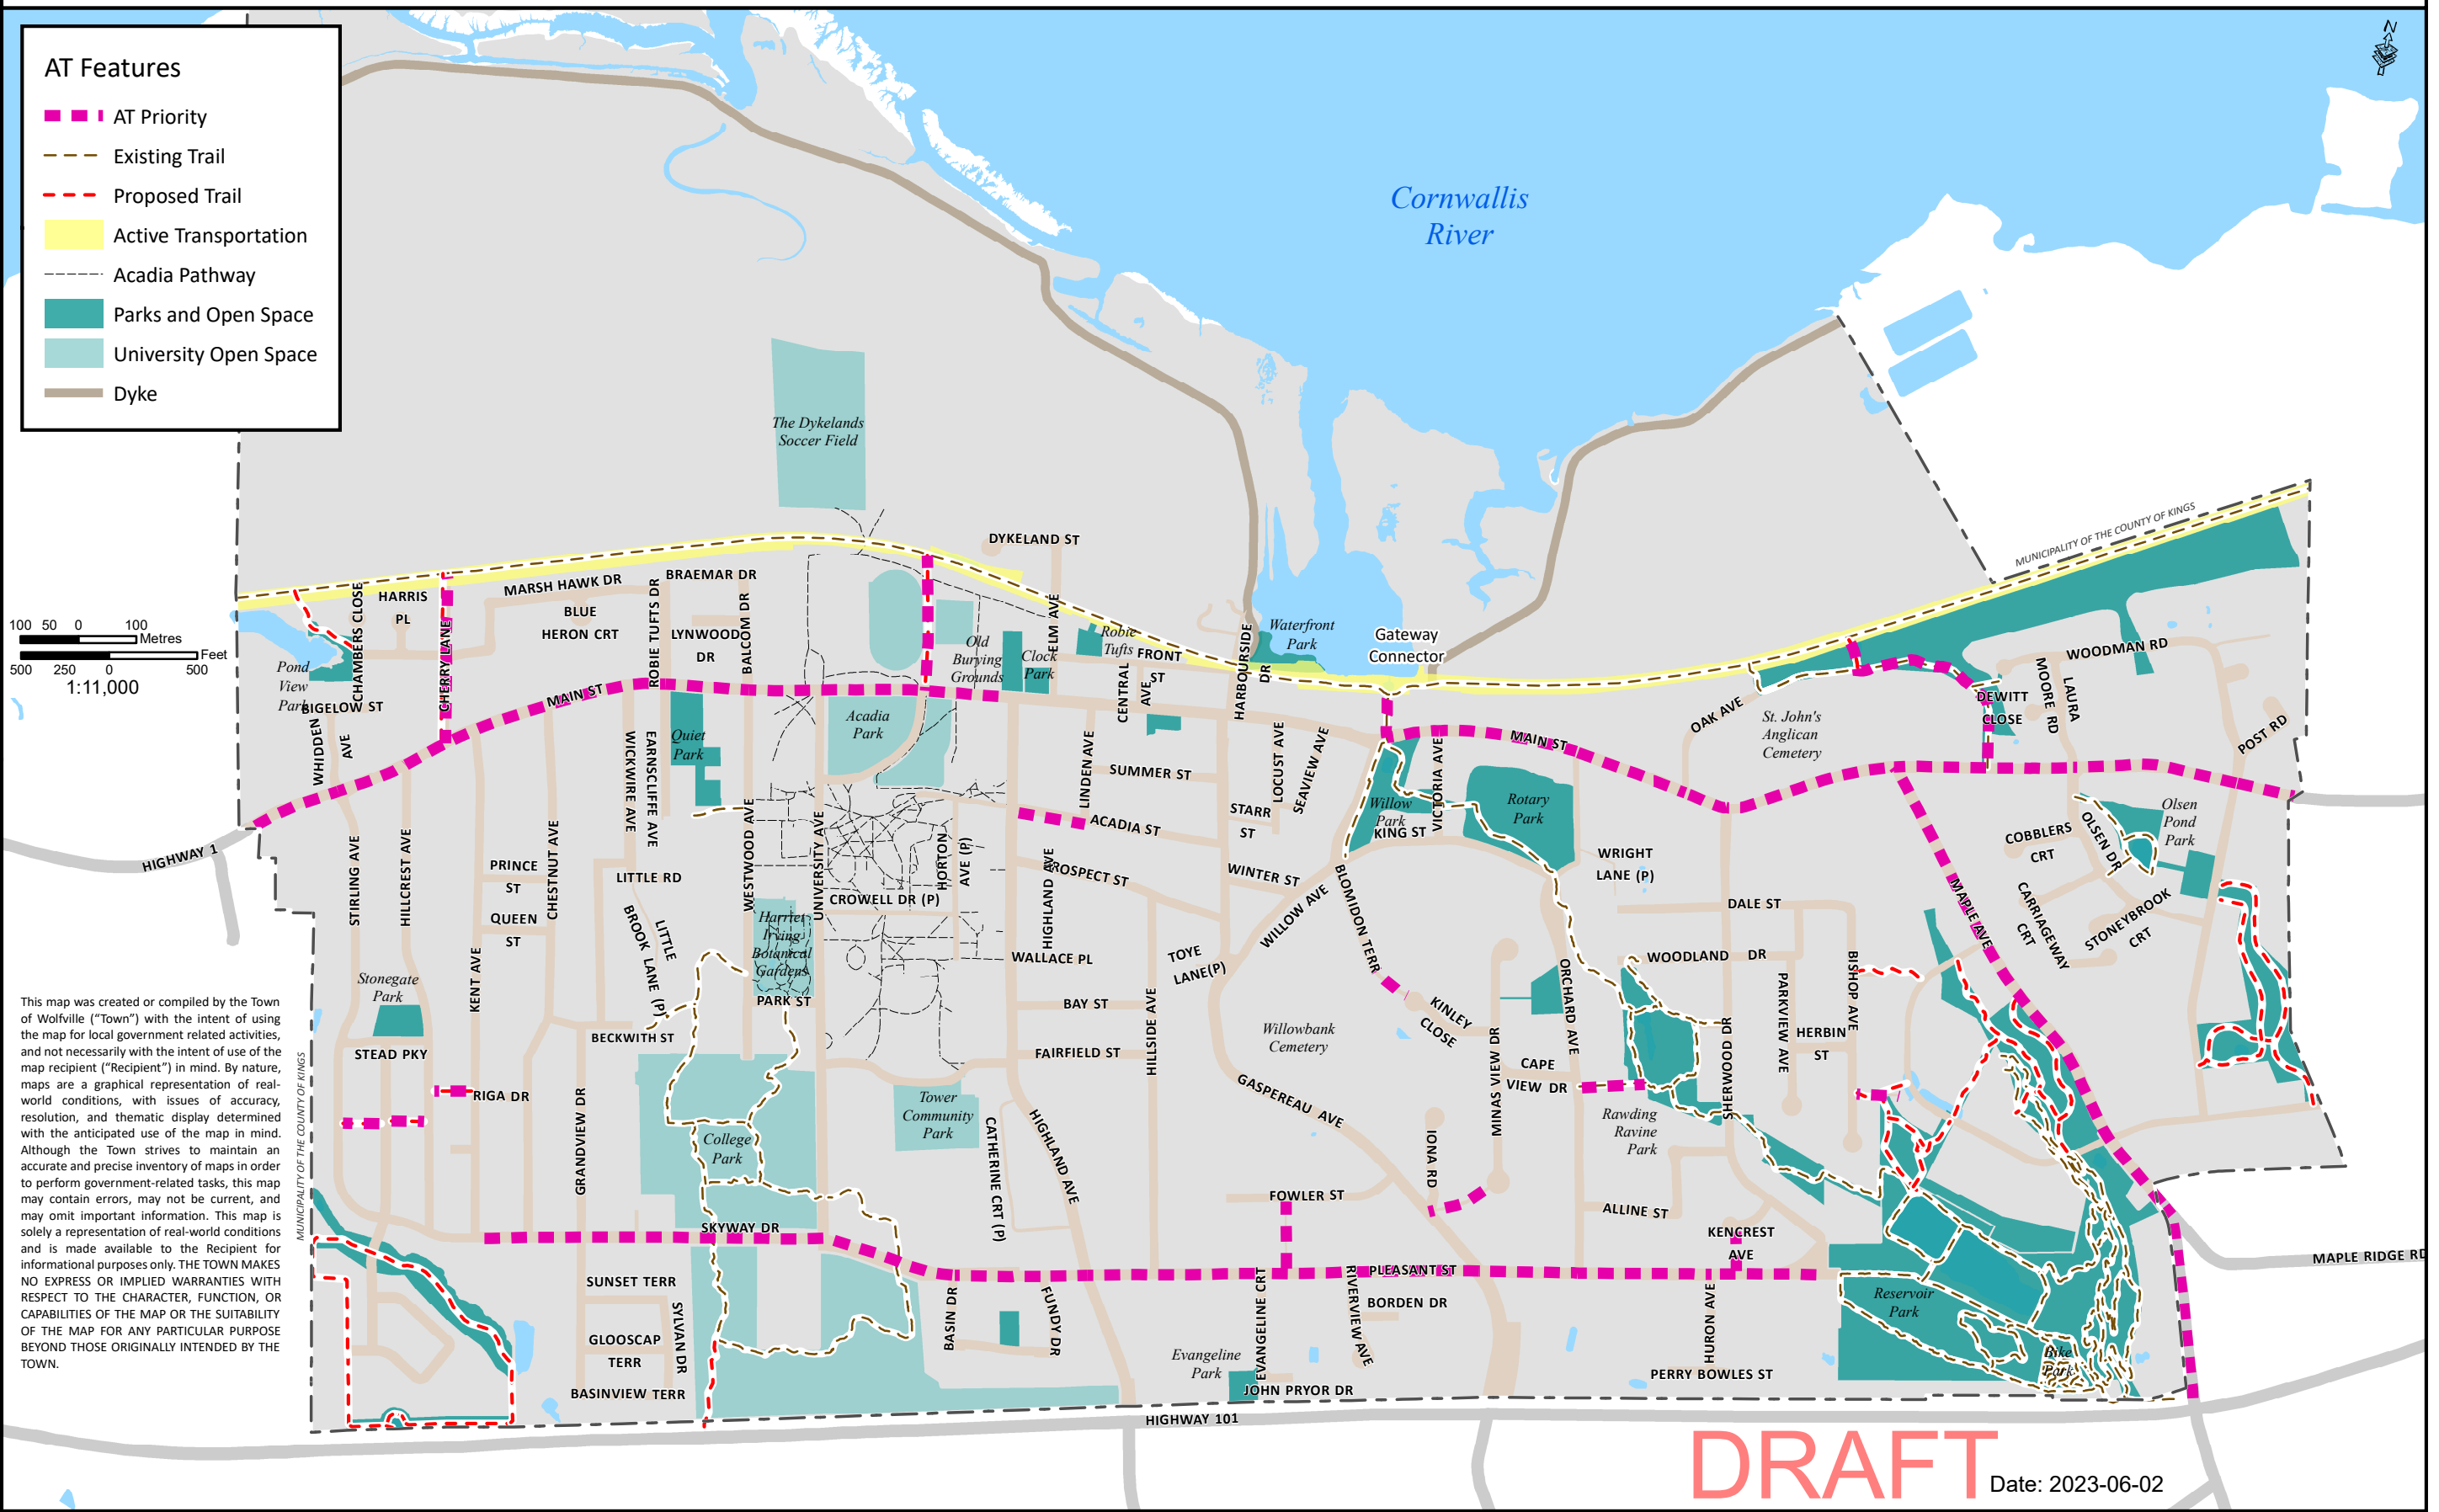 AT Features
AT Priority
Existing Trail
Proposed Trail
Active Transportation
Acadia Pathway
Parks and Open Space
University Open Space
Dyke
N
Cornwallis
River
The Dykelands
Soccer Field
MUNICIPALITY OF THE COUNTY OF KINGS
DYKELAND ST
MARSH HAWK DR
BRAEMAR DR
HARRIS
PL
BLUE
HERON CRT
LYNWOOD
DR
CHAMBERS CLOSE
CHERRY LANE
ROBIE TUFTS DR
BALCOM DR
ELM AVE
Old
Burying
Grounds
Clock
Park
Robie
Tufts
FRONT
ST
CENTRAL
AVE
HARBOURSIDE
DR
Waterfront
Park
Gateway
Connector
100 50 0 100
Metres
Feet
500 250 0 500
1:11,000
Pond
View
Park
BIGELOW ST
WHIDDEN
AVE
MAIN ST
WICKWIRE AVE
EARNSCLIFFE AVE
Quiet
Park
Acadia
Park
LINDEN AVE
SUMMER ST
LOCUST AVE
SEAVIEW AVE
STARR
ST
ACADIA ST
Willow
Park
KING ST
VICTORIA AVE
MAIN ST
Rotary
Park
OAK AVE
St. John's
Anglican
Cemetery
DEWITT
CLOSE
MOORE RD
LAURA
WOODMAN RD
POST RD
HIGHWAY 1
STIRLING AVE
HILLCREST AVE
PRINCE
ST
QUEEN
ST
CHESTNUT AVE
KENT AVE
LITTLE RD
LITTLE
BROOK LANE (P)
WESTWOOD AVE
UNIVERSITY AVE
Harriet
Irving
Botanical
Gardens
PARK ST
CROWELL DR (P)
HORTON
AVE (P)
HIGHLAND AVE
PROSPECT ST
WINTER ST
WILLOW AVE
BLOMIDON TERR
WALLACE PL
TOYE
LANE(P)
WRIGHT
LANE (P)
DALE ST
WOODLAND DR
MAPLE AVE
COBBLERS
CRT
OLSEN DR
Olsen
Pond
Park
CARRIAGEWAY
CRT
STONEYBROOK
CRT
Stonegate
Park
STEAD PKY
BECKWITH ST
BAY ST
FAIRFIELD ST
HILLSIDE AVE
Willowbank
Cemetery
KINLEY
CLOSE
MINAS VIEW DR
ORCHARD AVE
CAPE
VIEW DR
SHERWOOD DR
PARKVIEW AVE
BISHOP AVE
HERBIN
ST
Rawding
Ravine
Park
RIGA DR
GRANDVIEW DR
College
Park
Tower
Community
Park
CATHERINE CRT (P)
HIGHLAND AVE
GASPEREAU AVE
IONA RD
FOWLER ST
ALLINE ST
KENCREST
AVE
MAPLE RIDGE RD
SKYWAY DR
PLEASANT ST
SUNSET TERR
SYLVAN DR
GLOOSCAP
TERR
BASINVIEW TERR
BASIN DR
FUNDY DR
Evangeline
Park
EVANGELINE CRT
RIVERVIEW AVE
BORDEN DR
JOHN PRYOR DR
HURON AVE
PERRY BOWLES ST
Reservoir
Park
Bike
Park
HIGHWAY 101
MUNICIPALITY OF THE COUNTY OF KINGS
This map was created or compiled by the Town
of Wolfville (“Town”) with the intent of using
the map for local government related activities,
and not necessarily with the intent of use of the
map recipient (“Recipient”) in mind. By nature,
maps are a graphical representation of real-
world conditions, with issues of accuracy,
resolution, and thematic display determined
with the anticipated use of the map in mind.
Although the Town strives to maintain an
accurate and precise inventory of maps in order
to perform government-related tasks, this map
may contain errors, may not be current, and
may omit important information. This map is
solely a representation of real-world conditions
and is made available to the Recipient for
informational purposes only. THE TOWN MAKES
NO EXPRESS OR IMPLIED WARRANTIES WITH
RESPECT TO THE CHARACTER, FUNCTION, OR
CAPABILITIES OF THE MAP OR THE SUITABILITY
OF THE MAP FOR ANY PARTICULAR PURPOSE
BEYOND THOSE ORIGINALLY INTENDED BY THE
TOWN.
DRAFT
Date: 2023-06-02